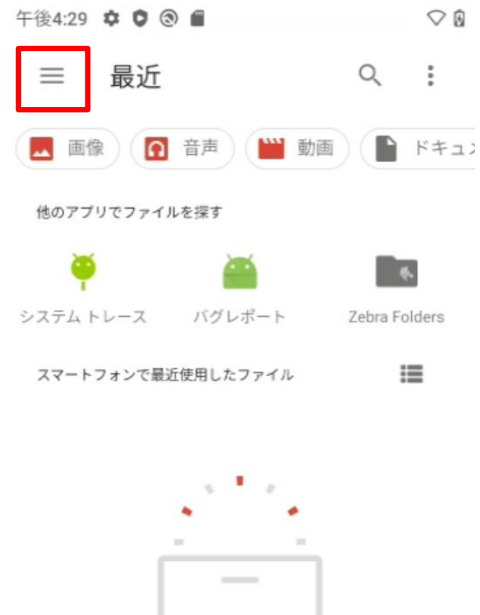 午後4:29
最近
画像 音声 動画 ドキュメ
他のアプリでファイルを探す
システム トレース バグレポート Zebra Folders
スマートフォンで最近使用したファイル